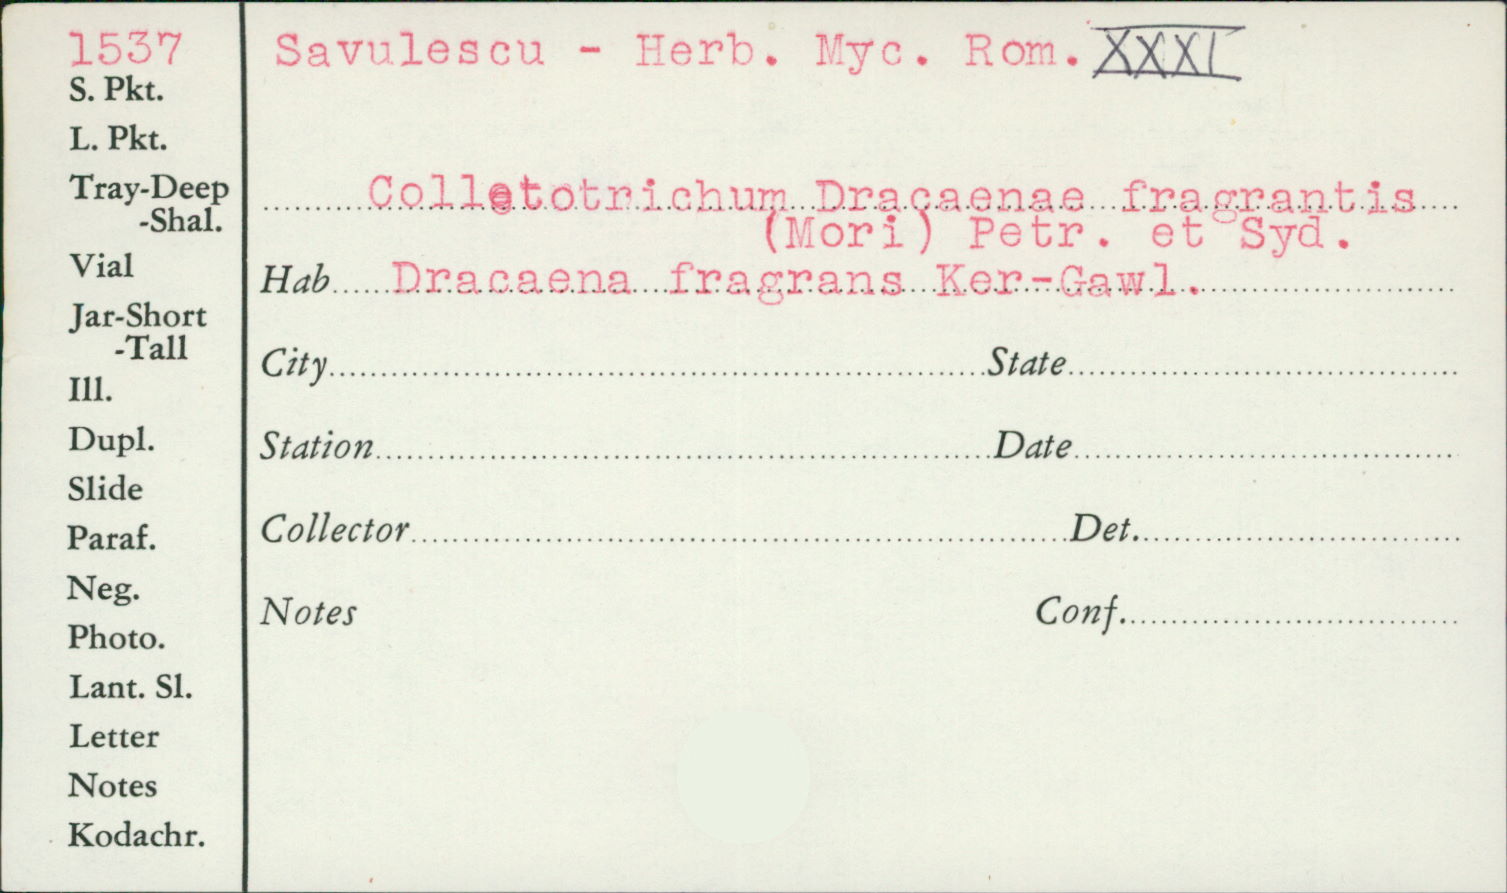 1537
S. Pkt.
L. Pkt.
Tray-Deep
-Shal.
Vial
Jar-Short
-Tall
Ill.
Dupl.
Slide
Paraf.
Neg.
Photo.
Lant. Sl.
Letter
Notes
Kodachr.
Savulescu - Herb. Myc. Rom. XXXI
Colletotrichum Dracaenae fragrantis
(Mori) Petr. et Syd.
Hab Dracaena fragrans Ker-Gawl.
City State
Station Date
Collector Det.
Notes Conf.